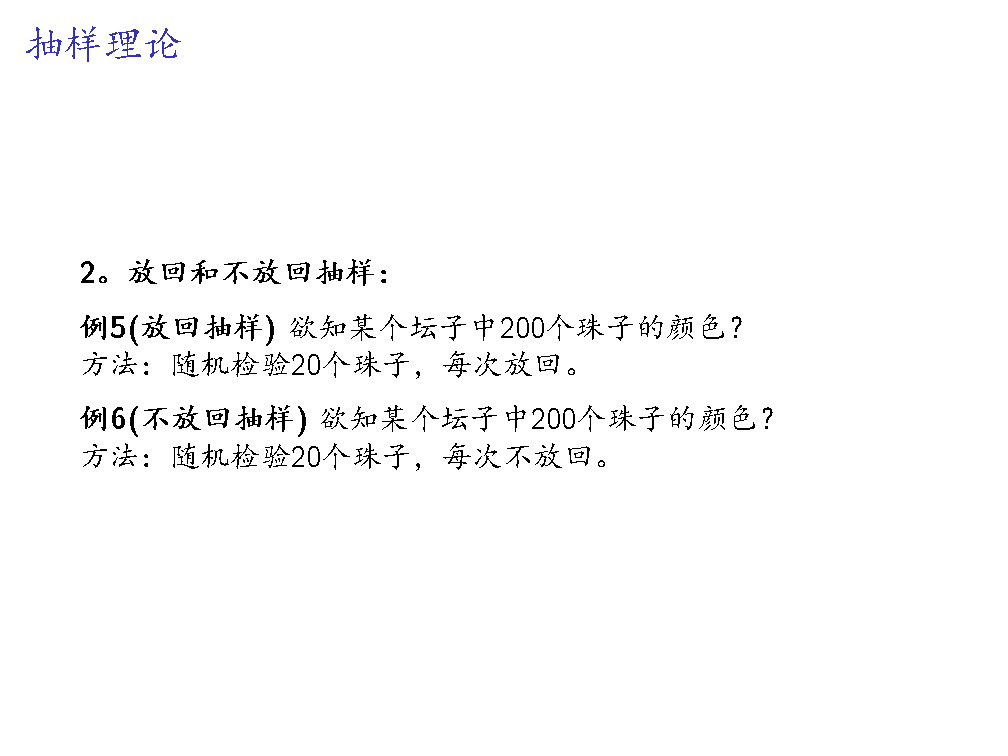 抽样理论
2。放回和不放回抽样：
例5(放回抽样) 欲知某个坛子中200个珠子的颜色?
方法：随机检验20个珠子，每次放回。
例6(不放回抽样) 欲知某个坛子中200个珠子的颜色?
方法：随机检验20个珠子，每次不放回。